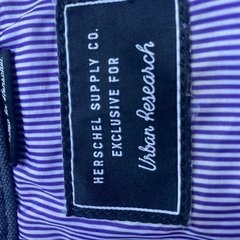 HERSCHEL SUPPLY CO.
EXCLUSIVE FOR
Urban Research